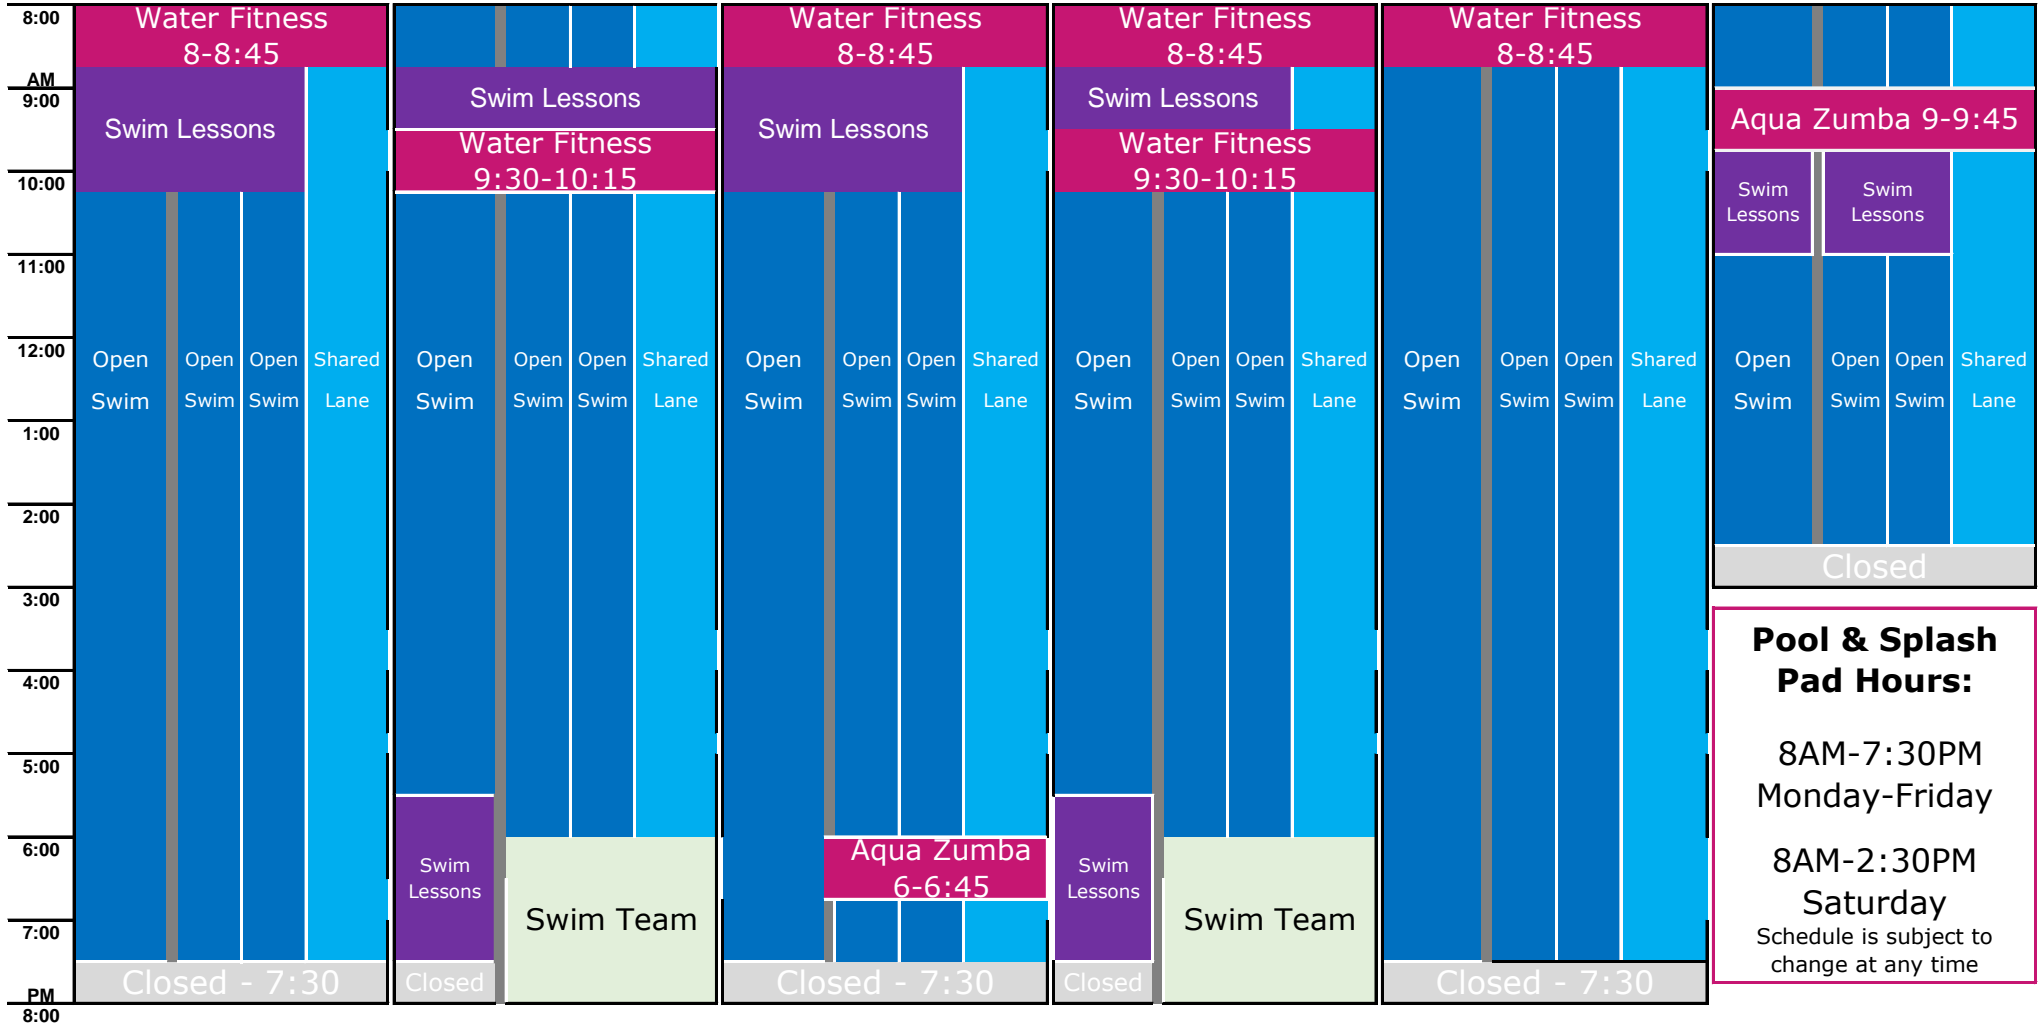 8:00
AM
9:00
10:00
11:00
12:00
1:00
2:00
3:00
4:00
5:00
6:00
7:00
PM
8:00
Water Fitness
8-8:45
Swim Lessons
Open
Swim
Open
Swim
Open
Swim
Shared
Lane
Closed - 7:30
Swim Lessons
Water Fitness
9:30-10:15
Open
Swim
Open
Swim
Open
Swim
Shared
Lane
Swim
Lessons
Swim Team
Closed
Water Fitness
8-8:45
Swim Lessons
Open
Swim
Open
Swim
Open
Swim
Shared
Lane
Aqua Zumba
6-6:45
Closed - 7:30
Water Fitness
8-8:45
Swim Lessons
Water Fitness
9:30-10:15
Open
Swim
Open
Swim
Open
Swim
Shared
Lane
Swim
Lessons
Swim Team
Closed
Water Fitness
8-8:45
Open
Swim
Open
Swim
Open
Swim
Shared
Lane
Closed - 7:30
Aqua Zumba 9-9:45
Swim
Lessons
Swim
Lessons
Open
Swim
Open
Swim
Open
Swim
Shared
Lane
Closed
Pool & Splash
Pad Hours:
8AM-7:30PM
Monday-Friday
8AM-2:30PM
Saturday
Schedule is subject to
change at any time